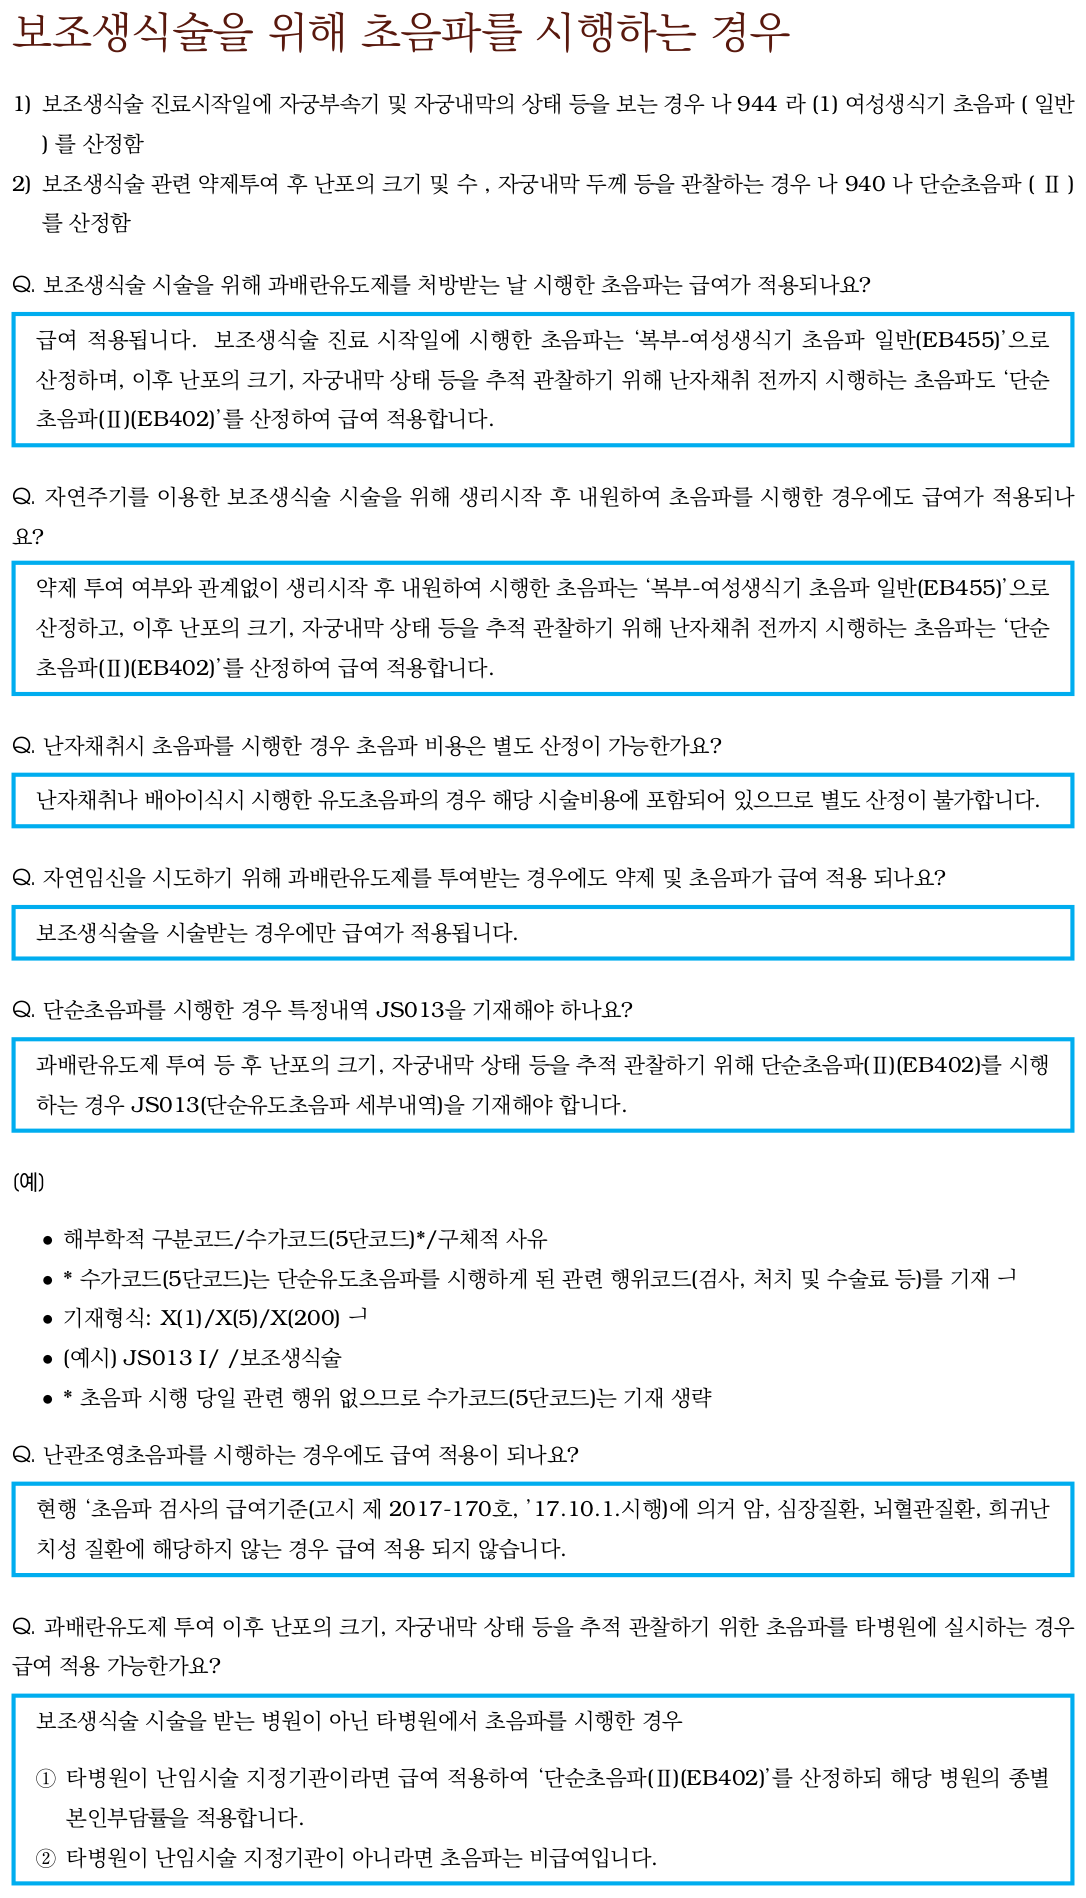 보조생식술을 위해 초음파를 시행하는 경우
1) 보조생식술 진료시작일에 자궁부속기 및 자궁내막의 상태 등을 보는 경우 나 944 라 (1) 여성생식기 초음파 ( 일반
) 를 산정함
2) 보조생식술 관련 약제투여 후 난포의 크기 및 수 , 자궁내막 두께 등을 관찰하는 경우 나 940 나 단순초음파 ( Ⅱ )
를 산정함
Q. 보조생식술 시술을 위해 과배란유도제를 처방받는 날 시행한 초음파는 급여가 적용되나요?
급여 적용됩니다. 보조생식술 진료 시작일에 시행한 초음파는 ‘복부-여성생식기 초음파 일반(EB455)’으로
산정하며, 이후 난포의 크기, 자궁내막 상태 등을 추적 관찰하기 위해 난자채취 전까지 시행하는 초음파도 ‘단순
초음파(Ⅱ)(EB402)’를 산정하여 급여 적용합니다.
Q. 자연주기를 이용한 보조생식술 시술을 위해 생리시작 후 내원하여 초음파를 시행한 경우에도 급여가 적용되나
요?
약제 투여 여부와 관계없이 생리시작 후 내원하여 시행한 초음파는 ‘복부-여성생식기 초음파 일반(EB455)’으로
산정하고, 이후 난포의 크기, 자궁내막 상태 등을 추적 관찰하기 위해 난자채취 전까지 시행하는 초음파는 ‘단순
초음파(Ⅱ)(EB402)’를 산정하여 급여 적용합니다.
Q. 난자채취시 초음파를 시행한 경우 초음파 비용은 별도 산정이 가능한가요?
난자채취나 배아이식시 시행한 유도초음파의 경우 해당 시술비용에 포함되어 있으므로 별도 산정이 불가합니다.
Q. 자연임신을 시도하기 위해 과배란유도제를 투여받는 경우에도 약제 및 초음파가 급여 적용 되나요?
보조생식술을 시술받는 경우에만 급여가 적용됩니다.
Q. 단순초음파를 시행한 경우 특정내역 JS013을 기재해야 하나요?
과배란유도제 투여 등 후 난포의 크기, 자궁내막 상태 등을 추적 관찰하기 위해 단순초음파(Ⅱ)(EB402)를 시행
하는 경우 JS013(단순유도초음파 세부내역)을 기재해야 합니다.
(예)
• 해부학적 구분코드/수가코드(5단코드)*/구체적 사유
• * 수가코드(5단코드)는 단순유도초음파를 시행하게 된 관련 행위코드(검사, 처치 및 수술료 등)를 기재 ᅴ
• 기재형식: X(1)/X(5)/X(200) ᅴ
• (예시) JS013 I/ /보조생식술
• * 초음파 시행 당일 관련 행위 없으므로 수가코드(5단코드)는 기재 생략
Q. 난관조영초음파를 시행하는 경우에도 급여 적용이 되나요?
현행 ‘초음파 검사의 급여기준(고시 제 2017-170호, ’17.10.1.시행)에 의거 암, 심장질환, 뇌혈관질환, 희귀난
치성 질환에 해당하지 않는 경우 급여 적용 되지 않습니다.
Q. 과배란유도제 투여 이후 난포의 크기, 자궁내막 상태 등을 추적 관찰하기 위한 초음파를 타병원에 실시하는 경우
급여 적용 가능한가요?
보조생식술 시술을 받는 병원이 아닌 타병원에서 초음파를 시행한 경우
① 타병원이 난임시술 지정기관이라면 급여 적용하여 ‘단순초음파(Ⅱ)(EB402)’를 산정하되 해당 병원의 종별
본인부담률을 적용합니다.
② 타병원이 난임시술 지정기관이 아니라면 초음파는 비급여입니다.